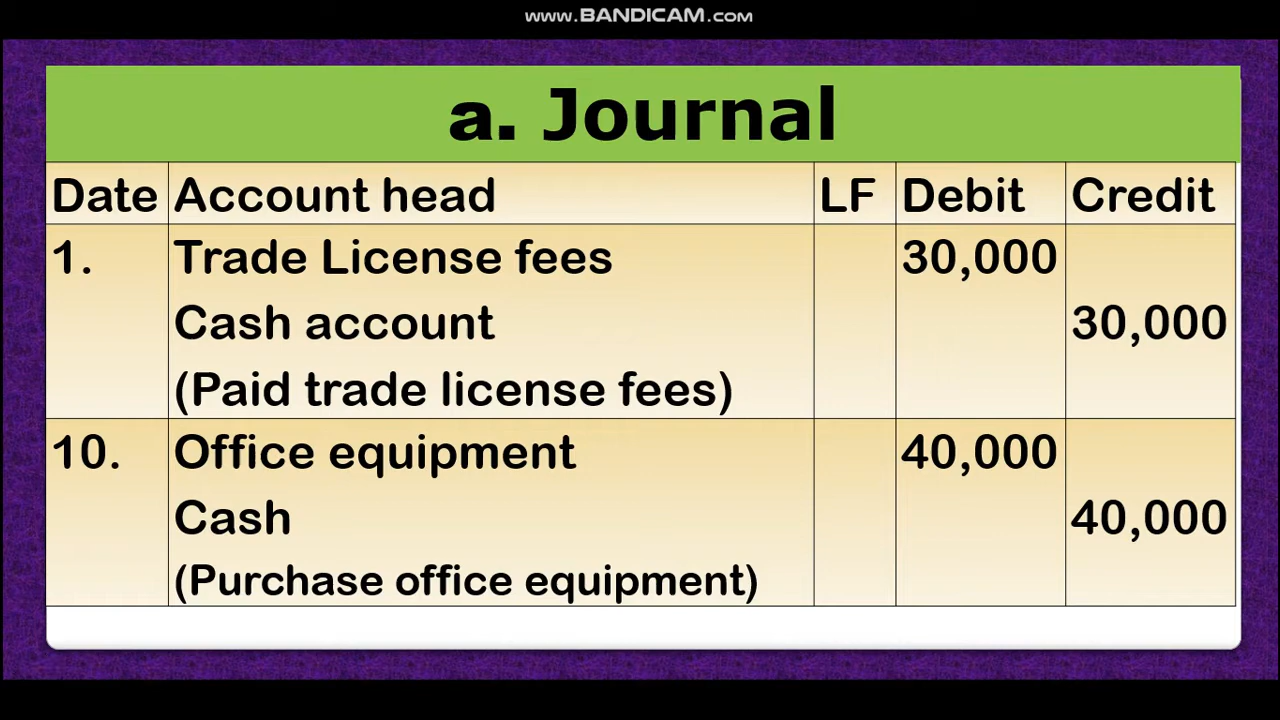 www.BANDICAM.com
a. Journal
Date Account head LF Debit Credit
1. Trade License fees 30,000
Cash account 30,000
(Paid trade license fees)
10. Office equipment 40,000
Cash 40,000
(Purchase office equipment)